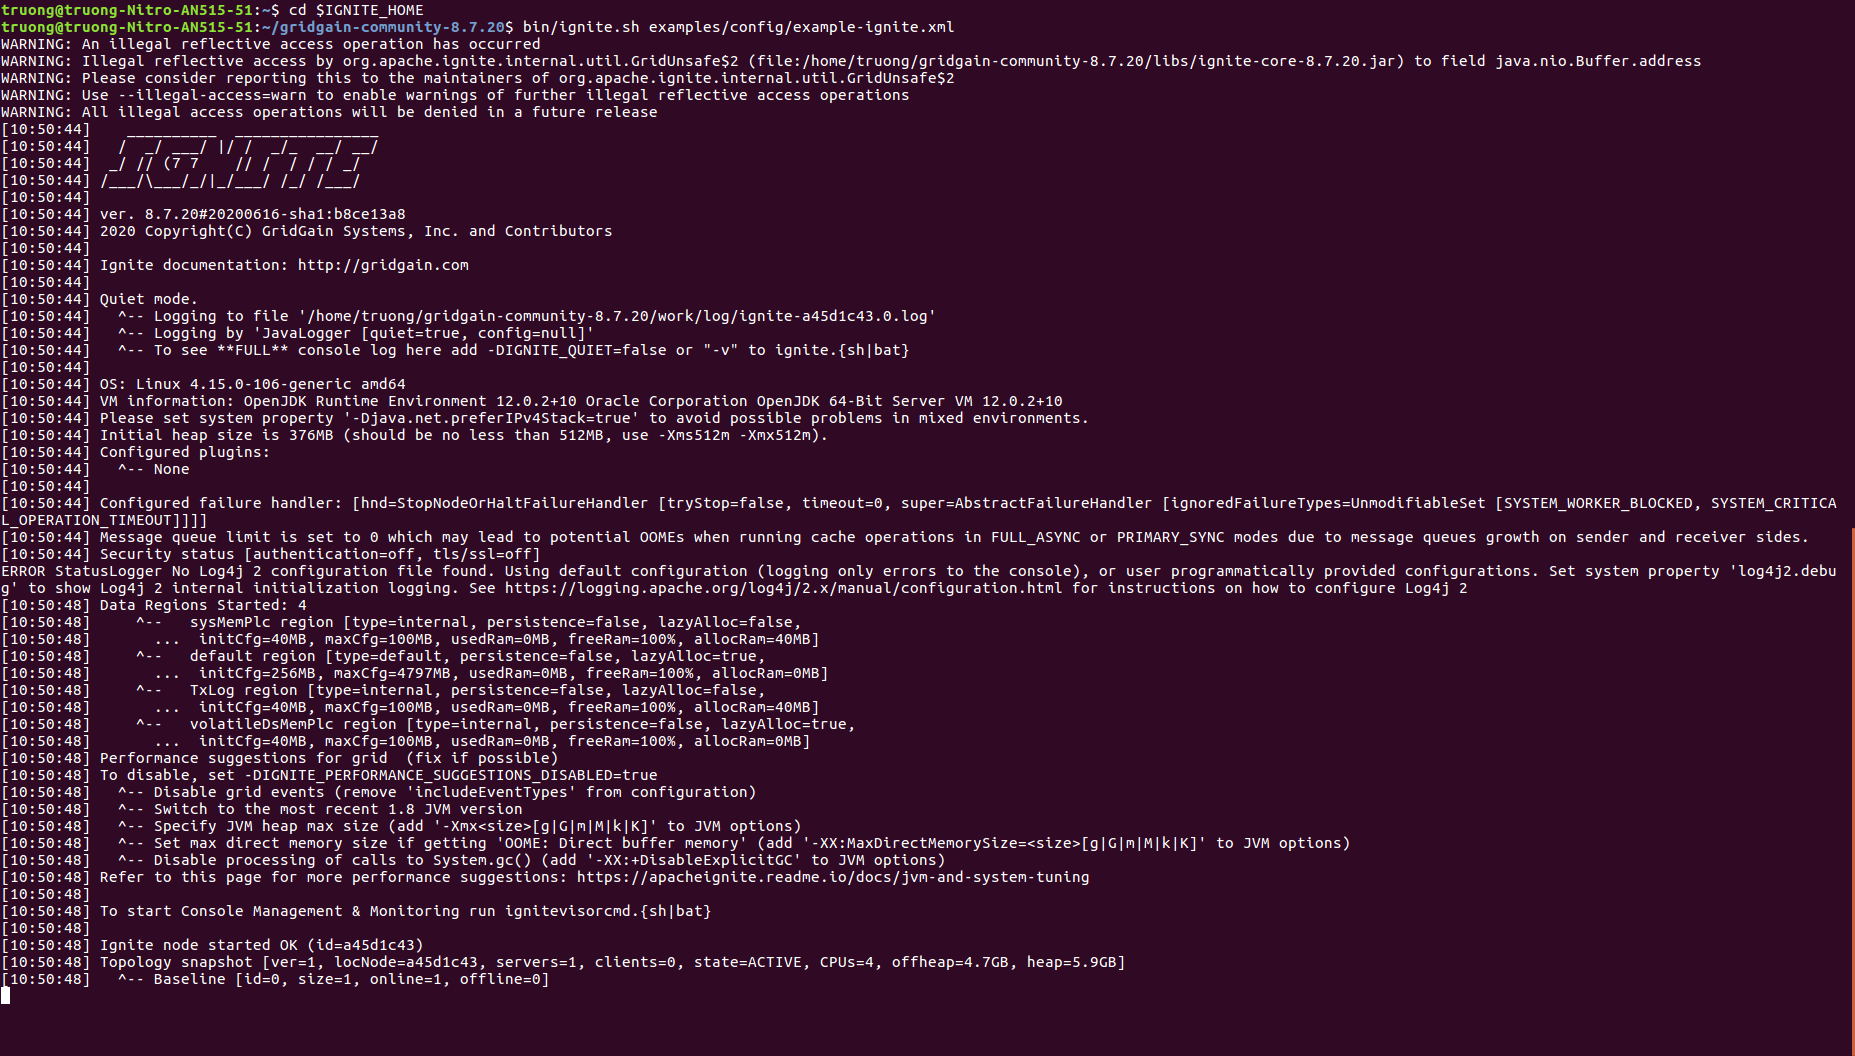 truong@truong-Nitro-AN515-51:~$ cd $IGNITE_HOME
truong@truong-Nitro-AN515-51:~/gridgain-community-8.7.20$ bin/ignite.sh examples/config/example-ignite.xml
WARNING: An illegal reflective access operation has occurred
WARNING: Illegal reflective access by org.apache.ignite.internal.util.GridUnsafe$2 (file:/home/truong/gridgain-community-8.7.20/libs/ignite-core-8.7.20.jar) to field java.nio.Buffer.address
WARNING: Please consider reporting this to the maintainers of org.apache.ignite.internal.util.GridUnsafe$2
WARNING: Use --illegal-access=warn to enable warnings of further illegal reflective access operations
WARNING: All illegal access operations will be denied in a future release
[10:50:44]    __________  ________________
[10:50:44]   /  _/ ___/ |/ /  _/_  __/ __/
[10:50:44]  _/ // (7 7    // /  / / / _/
[10:50:44] /___/\___/_/|_/___/ /_/ /___/
[10:50:44]
[10:50:44] ver. 8.7.20#20200616-sha1:b8ce13a8
[10:50:44] 2020 Copyright(C) GridGain Systems, Inc. and Contributors
[10:50:44]
[10:50:44] Ignite documentation: http://gridgain.com
[10:50:44]
[10:50:44] Quiet mode.
[10:50:44]   ^-- Logging to file '/home/truong/gridgain-community-8.7.20/work/log/ignite-a45d1c43.0.log'
[10:50:44]   ^-- Logging by 'JavaLogger [quiet=true, config=null]'
[10:50:44]   ^-- To see **FULL** console log here add -DIGNITE_QUIET=false or "-v" to ignite.{sh|bat}
[10:50:44]
[10:50:44] OS: Linux 4.15.0-106-generic amd64
[10:50:44] VM information: OpenJDK Runtime Environment 12.0.2+10 Oracle Corporation OpenJDK 64-Bit Server VM 12.0.2+10
[10:50:44] Please set system property '-Djava.net.preferIPv4Stack=true' to avoid possible problems in mixed environments.
[10:50:44] Initial heap size is 376MB (should be no less than 512MB, use -Xms512m -Xmx512m).
[10:50:44] Configured plugins:
[10:50:44]   ^-- None
[10:50:44]
[10:50:44] Configured failure handler: [hnd=StopNodeOrHaltFailureHandler [tryStop=false, timeout=0, super=AbstractFailureHandler [ignoredFailureTypes=UnmodifiableSet [SYSTEM_WORKER_BLOCKED, SYSTEM_CRITICA
L_OPERATION_TIMEOUT]]]]
[10:50:44] Message queue limit is set to 0 which may lead to potential OOMEs when running cache operations in FULL_ASYNC or PRIMARY_SYNC modes due to message queues growth on sender and receiver sides.
[10:50:44] Security status [authentication=off, tls/ssl=off]
ERROR StatusLogger No Log4j 2 configuration file found. Using default configuration (logging only errors to the console), or user programmatically provided configurations. Set system property 'log4j2.debu
g' to show Log4j 2 internal initialization logging. See https://logging.apache.org/log4j/2.x/manual/configuration.html for instructions on how to configure Log4j 2
[10:50:48] Data Regions Started: 4
[10:50:48]     ^--   sysMemPlc region [type=internal, persistence=false, lazyAlloc=false,
[10:50:48]       ...  initCfg=40MB, maxCfg=100MB, usedRam=0MB, freeRam=100%, allocRam=40MB]
[10:50:48]     ^--   default region [type=default, persistence=false, lazyAlloc=true,
[10:50:48]       ...  initCfg=256MB, maxCfg=4797MB, usedRam=0MB, freeRam=100%, allocRam=0MB]
[10:50:48]     ^--   TxLog region [type=internal, persistence=false, lazyAlloc=false,
[10:50:48]       ...  initCfg=40MB, maxCfg=100MB, usedRam=0MB, freeRam=100%, allocRam=40MB]
[10:50:48]     ^--   volatileDsMemPlc region [type=internal, persistence=false, lazyAlloc=true,
[10:50:48]       ...  initCfg=40MB, maxCfg=100MB, usedRam=0MB, freeRam=100%, allocRam=0MB]
[10:50:48] Performance suggestions for grid  (fix if possible)
[10:50:48] To disable, set -DIGNITE_PERFORMANCE_SUGGESTIONS_DISABLED=true
[10:50:48]   ^-- Disable grid events (remove 'includeEventTypes' from configuration)
[10:50:48]   ^-- Switch to the most recent 1.8 JVM version
[10:50:48]   ^-- Specify JVM heap max size (add '-Xmx<size>[g|G|m|M|k|K]' to JVM options)
[10:50:48]   ^-- Set max direct memory size if getting 'OOME: Direct buffer memory' (add '-XX:MaxDirectMemorySize=<size>[g|G|m|M|k|K]' to JVM options)
[10:50:48]   ^-- Disable processing of calls to System.gc() (add '-XX:+DisableExplicitGC' to JVM options)
[10:50:48] Refer to this page for more performance suggestions: https://apacheignite.readme.io/docs/jvm-and-system-tuning
[10:50:48]
[10:50:48] To start Console Management & Monitoring run ignitevisorcmd.{sh|bat}
[10:50:48]
[10:50:48] Ignite node started OK (id=a45d1c43)
[10:50:48] Topology snapshot [ver=1, locNode=a45d1c43, servers=1, clients=0, state=ACTIVE, CPUs=4, offheap=4.7GB, heap=5.9GB]
[10:50:48]   ^-- Baseline [id=0, size=1, online=1, offline=0]